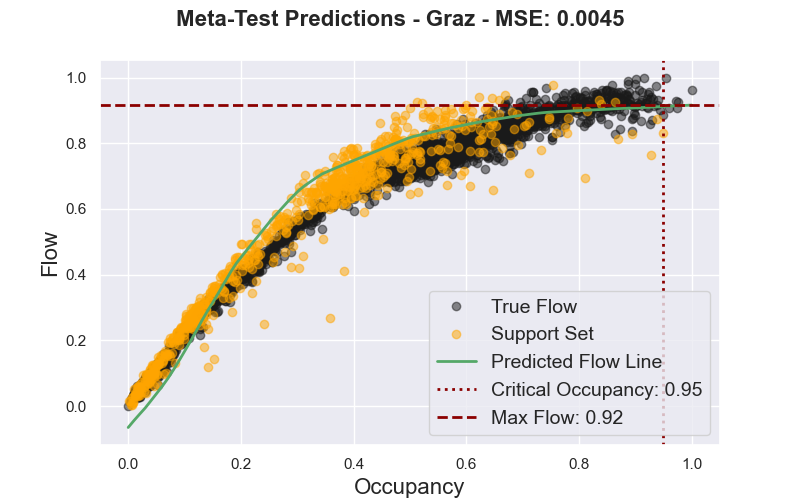 Meta-Test Predictions - Graz - MSE: 0.0045
Flow
1.0
0.8
0.6
0.4
0.2
0.0
True Flow
Support Set
Predicted Flow Line
Critical Occupancy: 0.95
Max Flow: 0.92
0.0 0.2 0.4 0.6 0.8 1.0
Occupancy